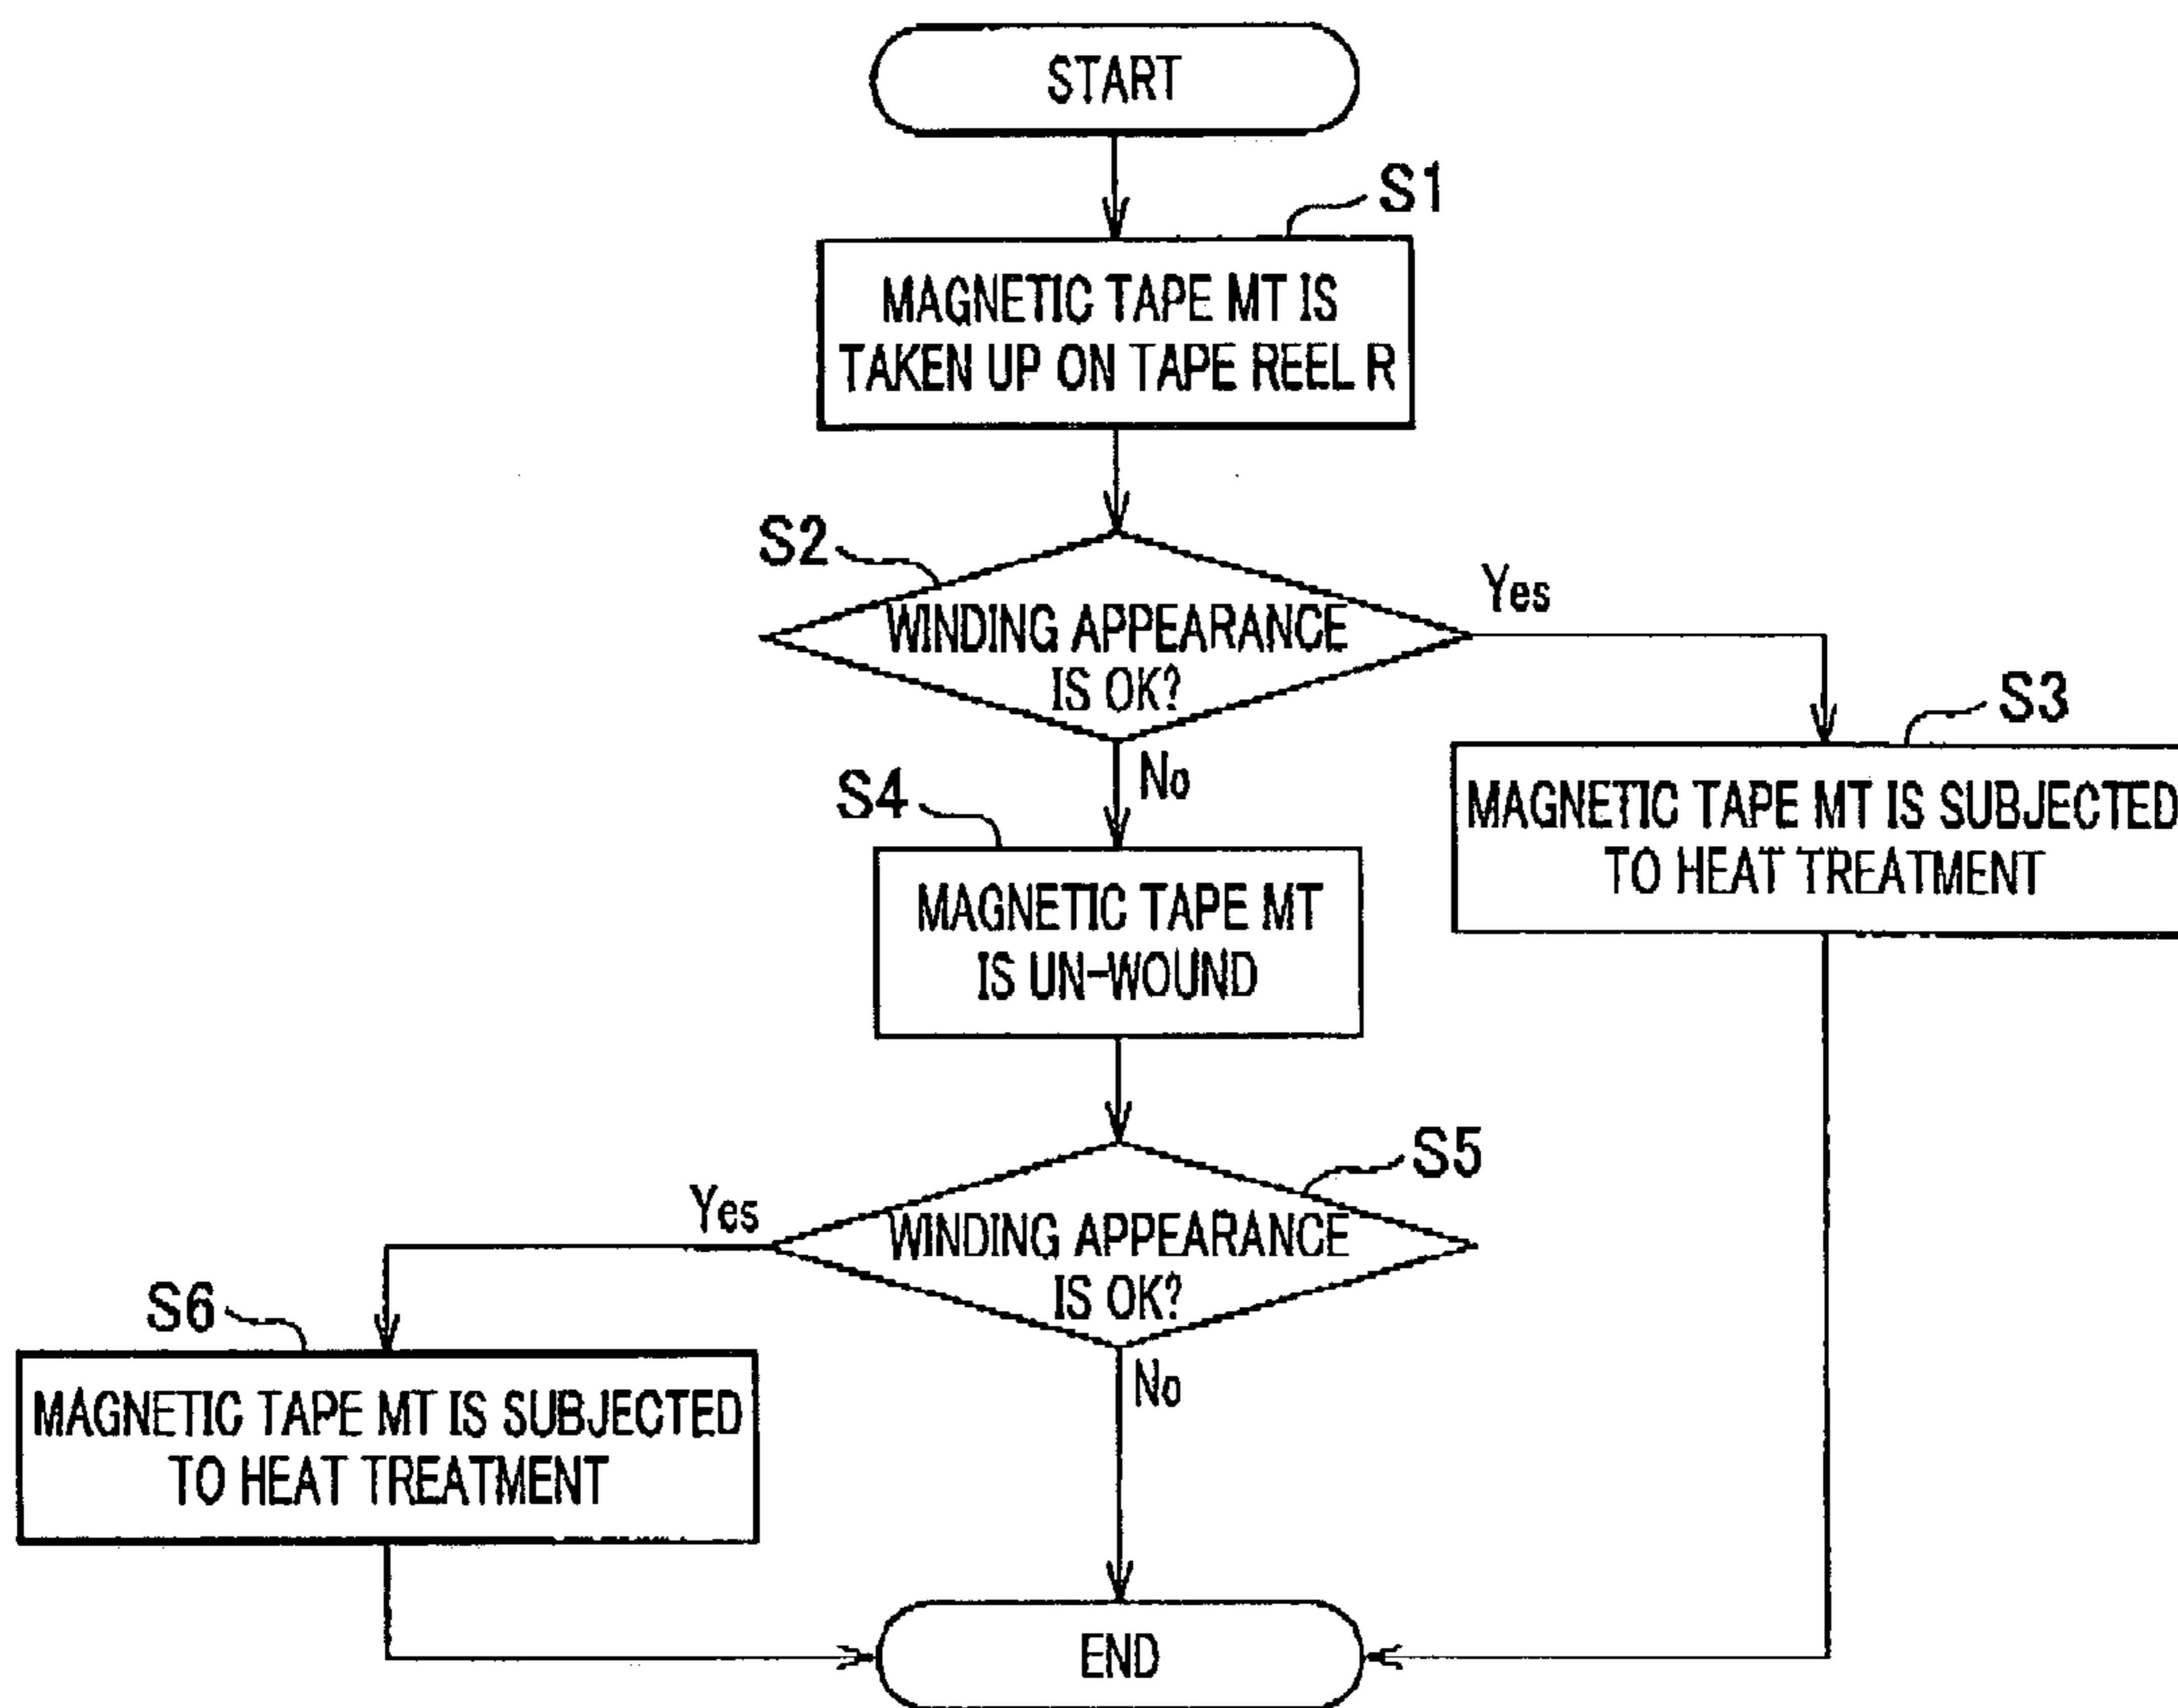 START
S1
MAGNETIC TAPE MT IS
TAKEN UP ON TAPE REEL R
S2
WINDING APPEARANCE
IS OK?
Yes
No
S3
MAGNETIC TAPE MT IS SUBJECTED
TO HEAT TREATMENT
S4
MAGNETIC TAPE MT
IS UN-WOUND
S5
WINDING APPEARANCE
IS OK?
Yes
No
S6
MAGNETIC TAPE MT IS SUBJECTED
TO HEAT TREATMENT
END